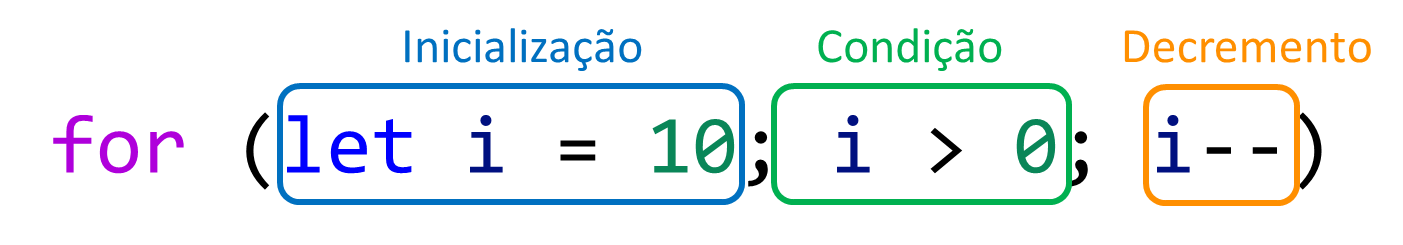 Inicialização Condição Decremento
for (let i = 10; i > 0; i--)